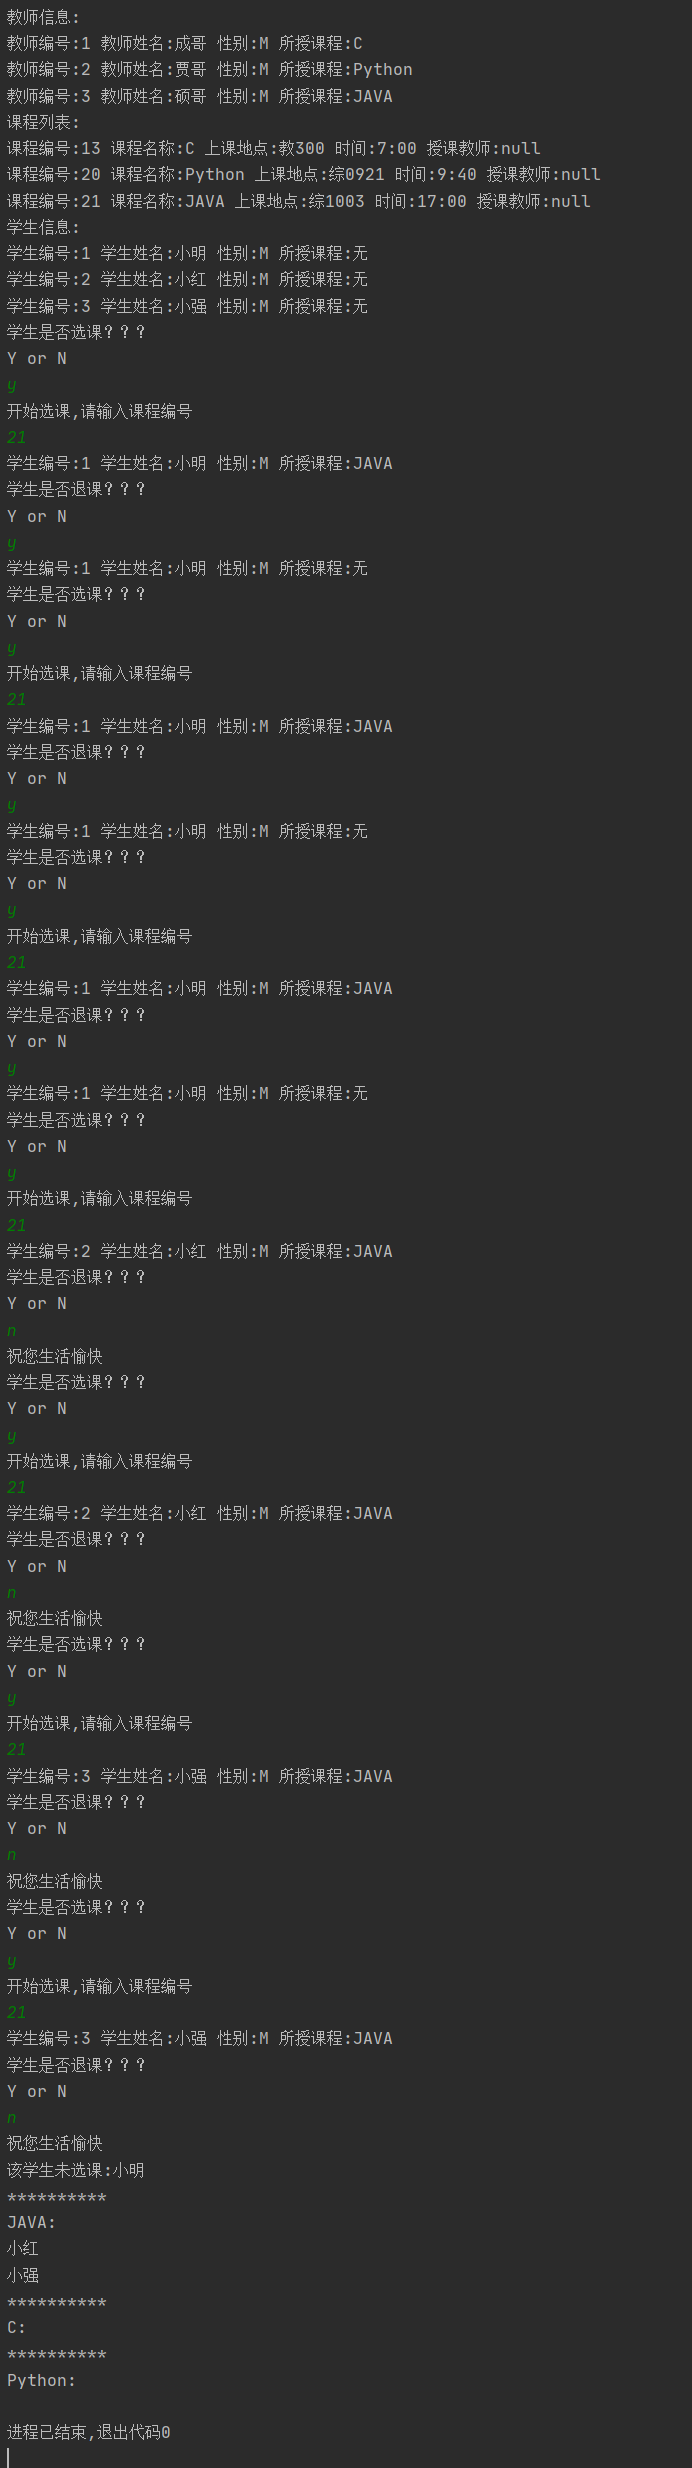 教师信息:
教师编号:1 教师姓名:成哥 性别:M 所授课程:C
教师编号:2 教师姓名:贾哥 性别:M 所授课程:Python
教师编号:3 教师姓名:硕哥 性别:M 所授课程:JAVA
课程列表:
课程编号:13 课程名称:C 上课地点:教300 时间:7:00 授课教师:null
课程编号:20 课程名称:Python 上课地点:综0921 时间:9:40 授课教师:null
课程编号:21 课程名称:JAVA 上课地点:综1003 时间:17:00 授课教师:null
学生信息:
学生编号:1 学生姓名:小明 性别:M 所授课程:无
学生编号:2 学生姓名:小红 性别:M 所授课程:无
学生编号:3 学生姓名:小强 性别:M 所授课程:无
学生是否选课???
Y or N
y
开始选课,请输入课程编号
21
学生编号:1 学生姓名:小明 性别:M 所授课程:JAVA
学生是否退课???
Y or N
y
学生编号:1 学生姓名:小明 性别:M 所授课程:无
学生是否选课???
Y or N
y
开始选课,请输入课程编号
21
学生编号:1 学生姓名:小明 性别:M 所授课程:JAVA
学生是否退课???
Y or N
y
学生编号:1 学生姓名:小明 性别:M 所授课程:无
学生是否选课???
Y or N
y
开始选课,请输入课程编号
21
学生编号:1 学生姓名:小明 性别:M 所授课程:JAVA
学生是否退课???
Y or N
y
学生编号:1 学生姓名:小明 性别:M 所授课程:无
学生是否选课???
Y or N
y
开始选课,请输入课程编号
21
学生编号:2 学生姓名:小红 性别:M 所授课程:JAVA
学生是否退课???
Y or N
n
祝您生活愉快
学生是否选课???
Y or N
y
开始选课,请输入课程编号
21
学生编号:2 学生姓名:小红 性别:M 所授课程:JAVA
学生是否退课???
Y or N
n
祝您生活愉快
学生是否选课???
Y or N
y
开始选课,请输入课程编号
21
学生编号:3 学生姓名:小强 性别:M 所授课程:JAVA
学生是否退课???
Y or N
n
祝您生活愉快
学生是否选课???
Y or N
y
开始选课,请输入课程编号
21
学生编号:3 学生姓名:小强 性别:M 所授课程:JAVA
学生是否退课???
Y or N
n
祝您生活愉快
该学生未选课:小明
**********
JAVA:
小红
小强
**********
C:
**********
Python:
进程已结束,退出代码0